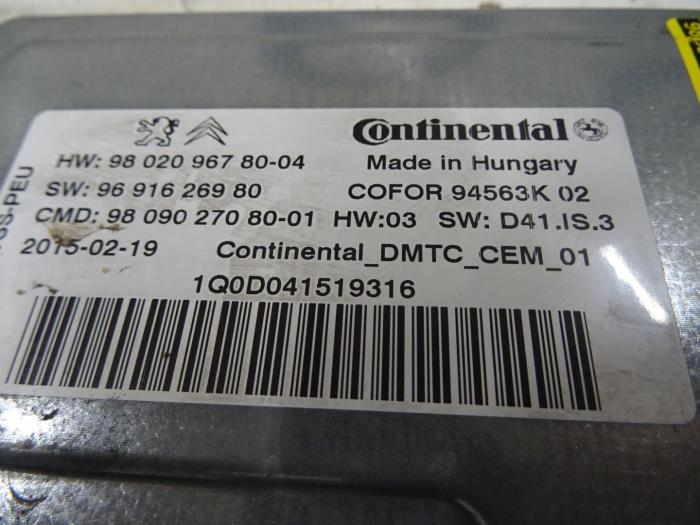 Continental
HW: 98 020 967 80-04 Made in Hungary
SW: 96 916 269 80 COFOR 94563K 02
CMD: 98 090 270 80-01 HW:03 SW: D41.IS.3
2015-02-19 Continental_DMTC_CEM_01
1Q0D041519316